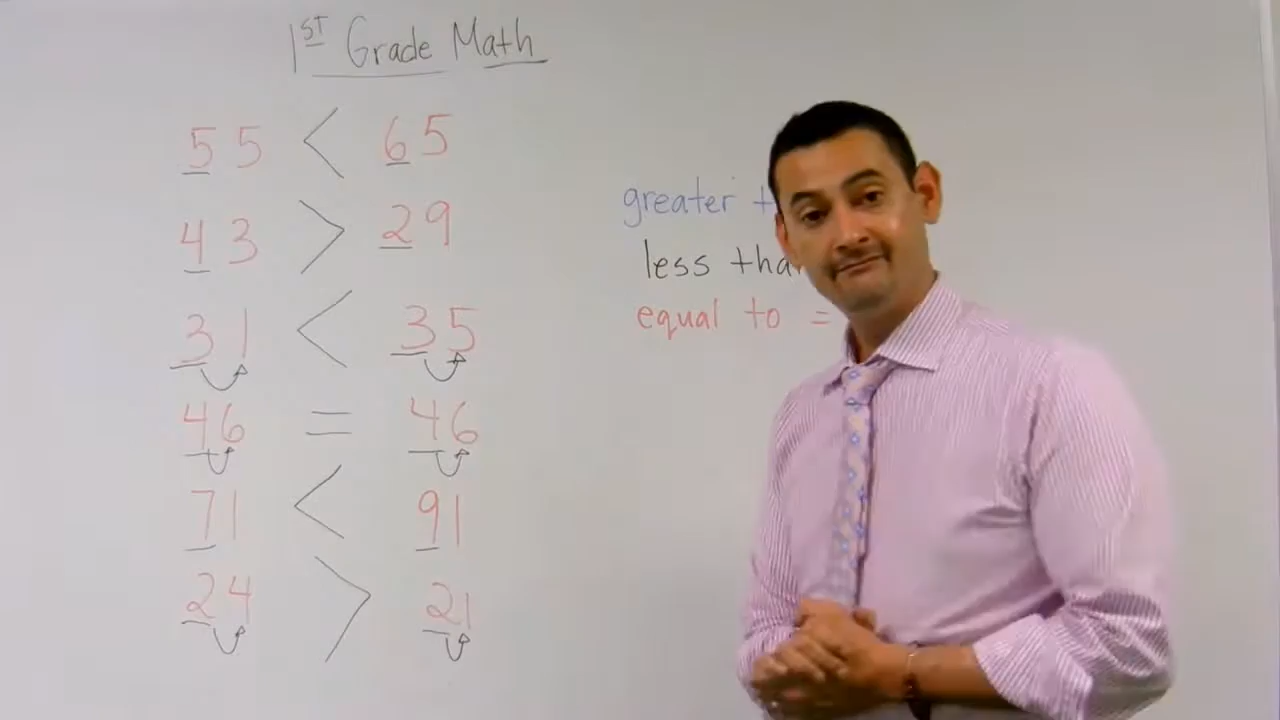 1ST Grade Math
55 < 65
43 > 29
31 < 35
46 = 46
71 < 91
24 > 21
greater
less
equal to =